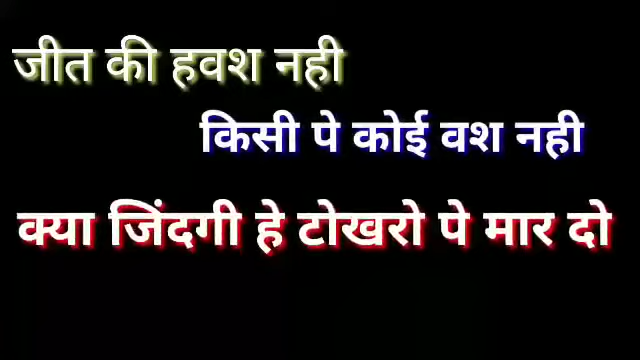 जीत की हवश नही
किसी पे कोई वश नही
क्या जिंदगी हे टोखरो पे मार दो